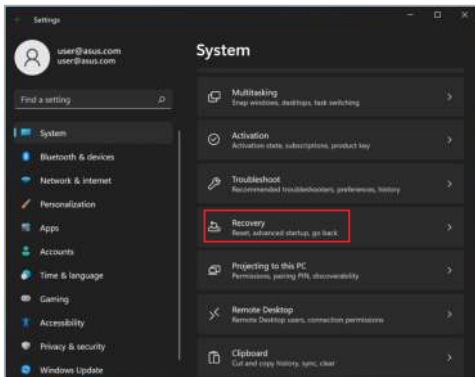 Settings
user@asus.com
user@asus.com
Find a setting
System
Bluetooth & devices
Network & internet
Personalization
Apps
Accounts
Time & language
Gaming
Accessibility
Privacy & security
Windows Update
System
Multitasking
Snap windows, desktops, task switching
Activation
Activation state, subscriptions, product key
Troubleshoot
Recommended troubleshooters, preferences, history
Recovery
Reset, advanced startup, go back
Projecting to this PC
Permissions, pairing PIN, discoverability
Remote Desktop
Remote Desktop users, connection permissions
Clipboard
Cut and copy history, sync, clear